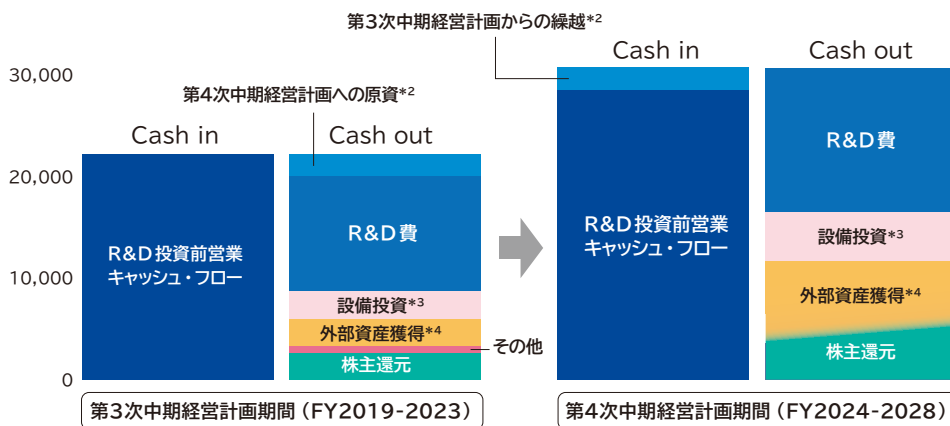 第3次中期経営計画からの繰越*2
Cash in
Cash out
30,000
第4次中期経営計画への原資*2
Cash in
Cash out
R&D費
20,000
R&D費
R&D投資前営業
キャッシュ・フロー
設備投資*3
R&D投資前営業
キャッシュ・フロー
10,000
設備投資*3
外部資産獲得*4
外部資産獲得*4
その他
株主還元
株主還元
0
第3次中期経営計画期間（FY2019-2023）
第4次中期経営計画期間（FY2024-2028）